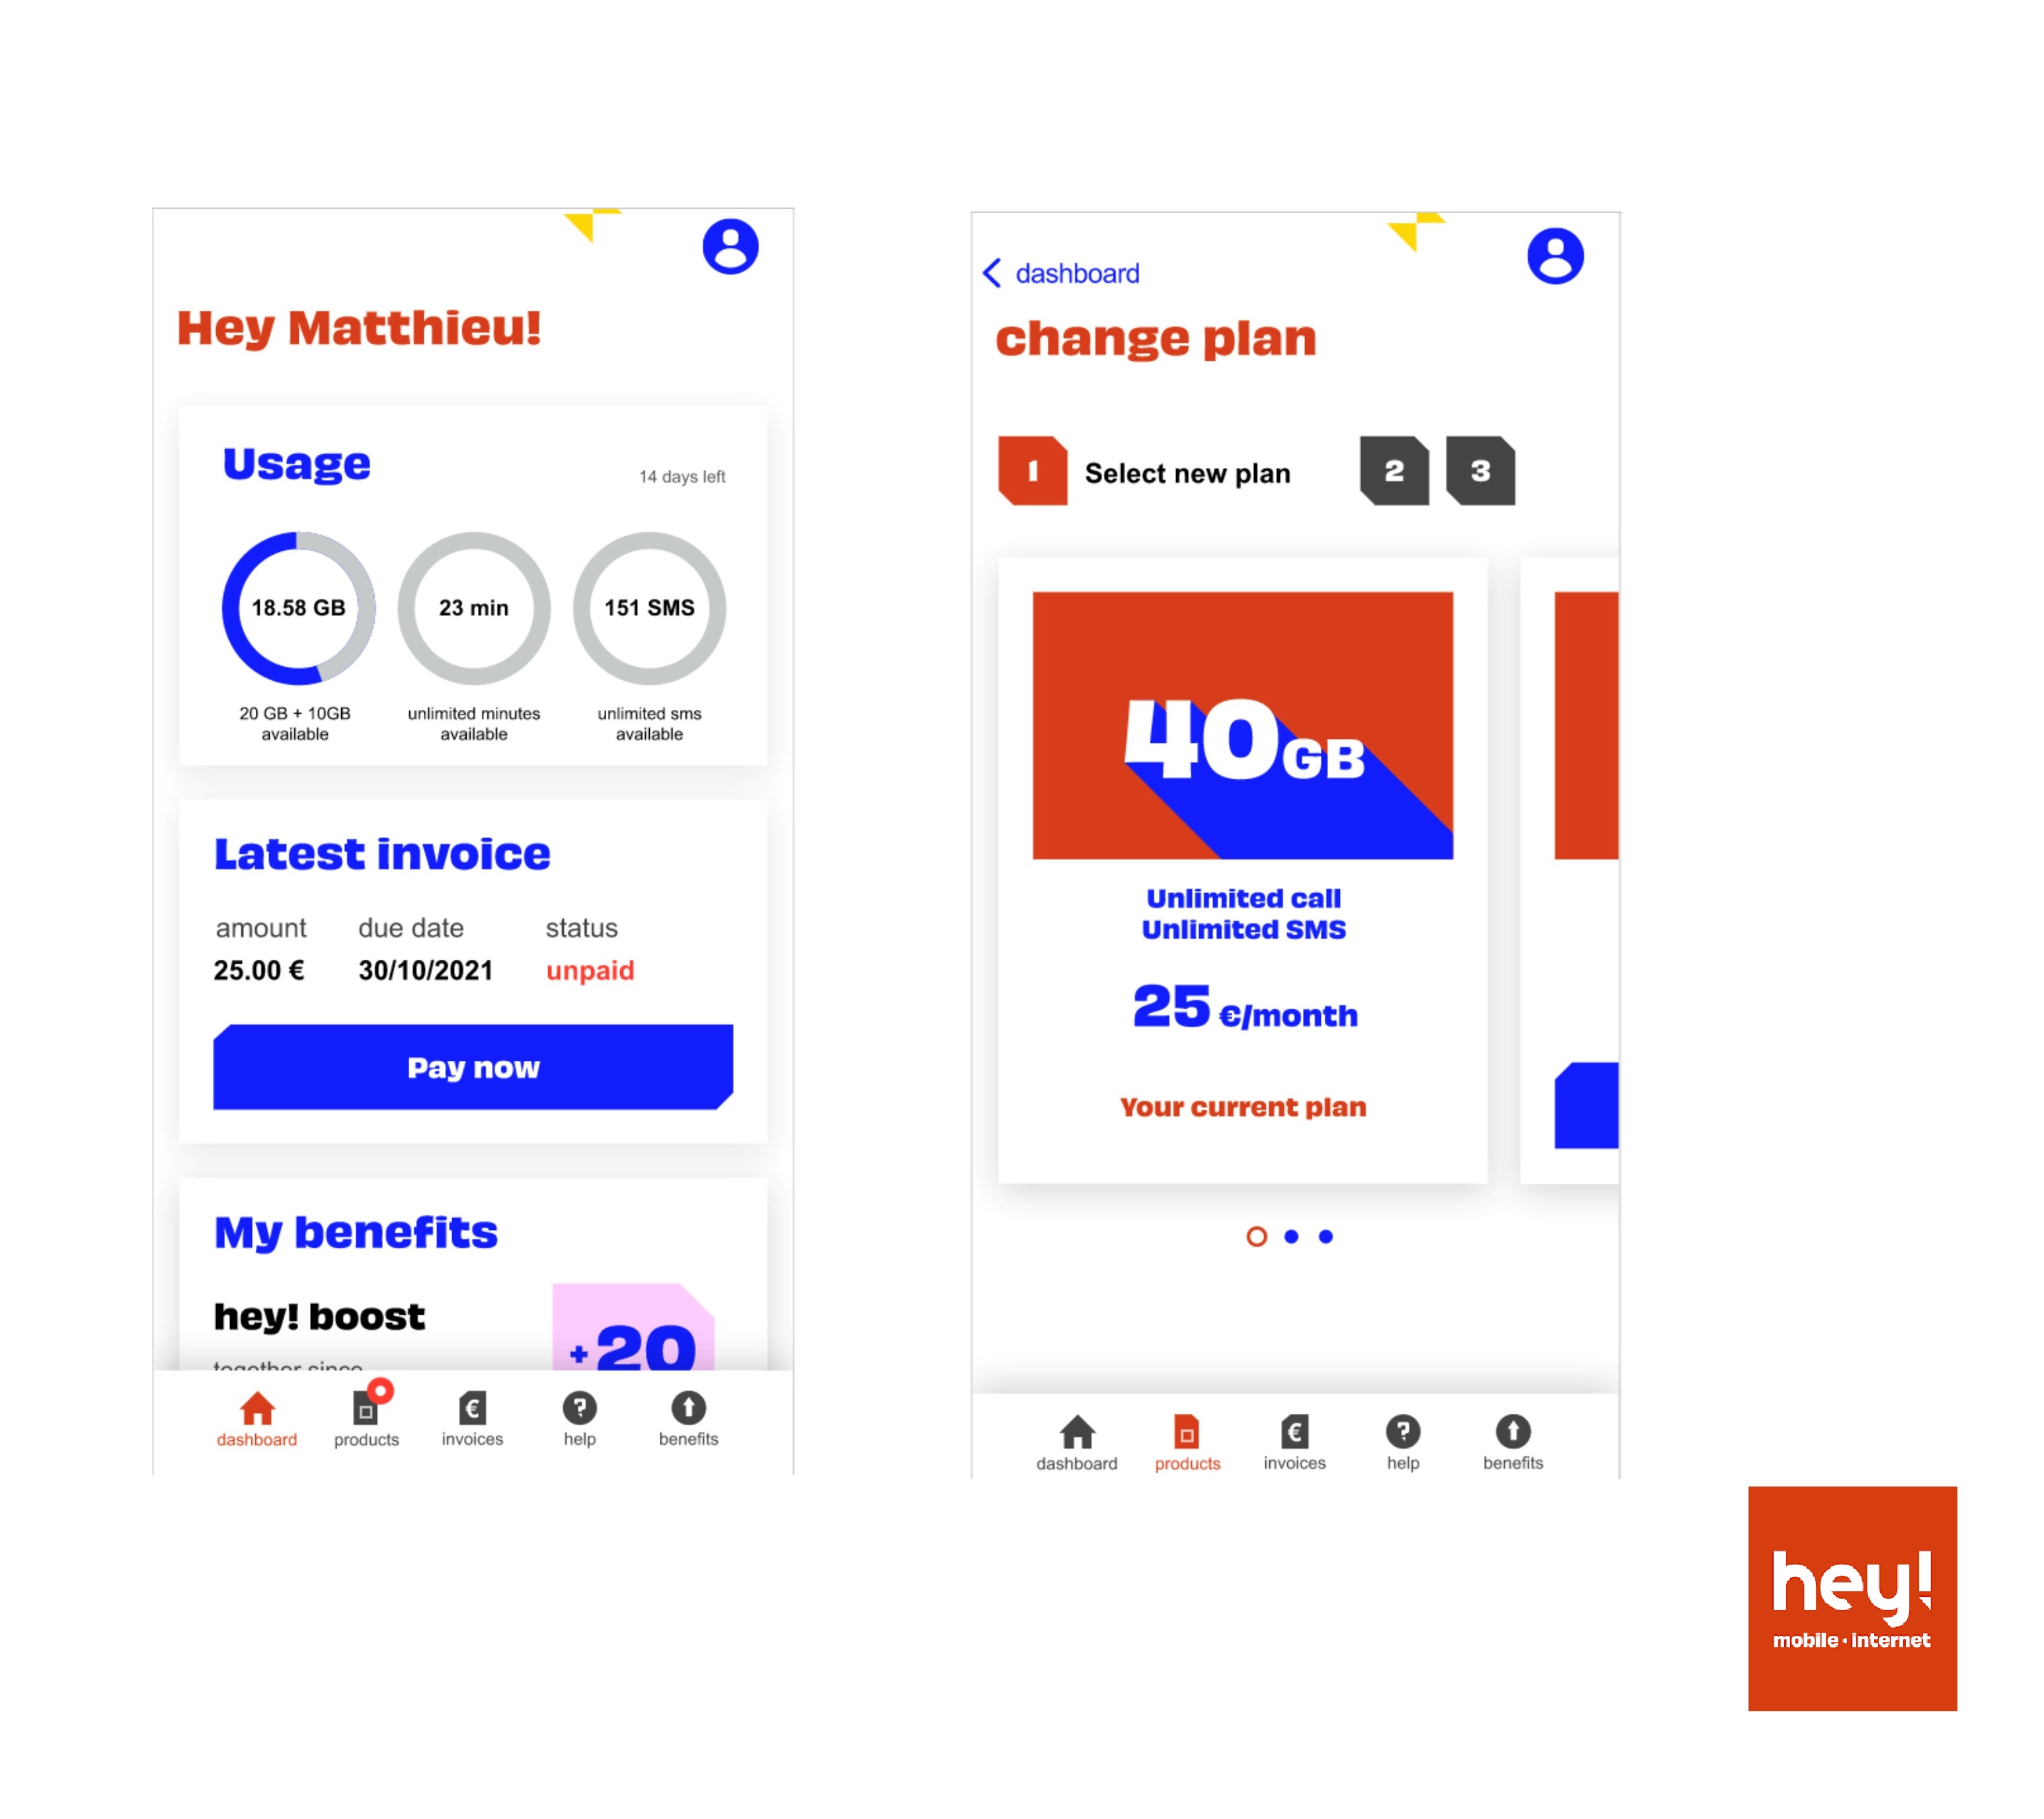 Hey Matthieu!
Usage
14 days left
18.58 GB
23 min
151 SMS
20 GB + 10GB
available
unlimited minutes
available
unlimited sms
available
Latest invoice
amount due date status
25.00 € 30/10/2021 unpaid
Pay now
My benefits
hey! boost
together since
+20
dashboard products invoices help benefits
dashboard
change plan
1 Select new plan 2 3
40GB
Unlimited call
Unlimited SMS
25 €/month
Your current plan
dashboard products invoices help benefits
hey!
mobile · internet